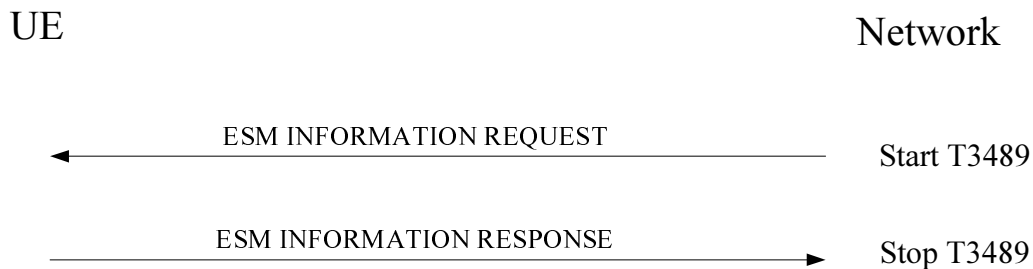 UE
Network
ESM INFORMATION REQUEST
Start T3489
ESM INFORMATION RESPONSE
Stop T3489